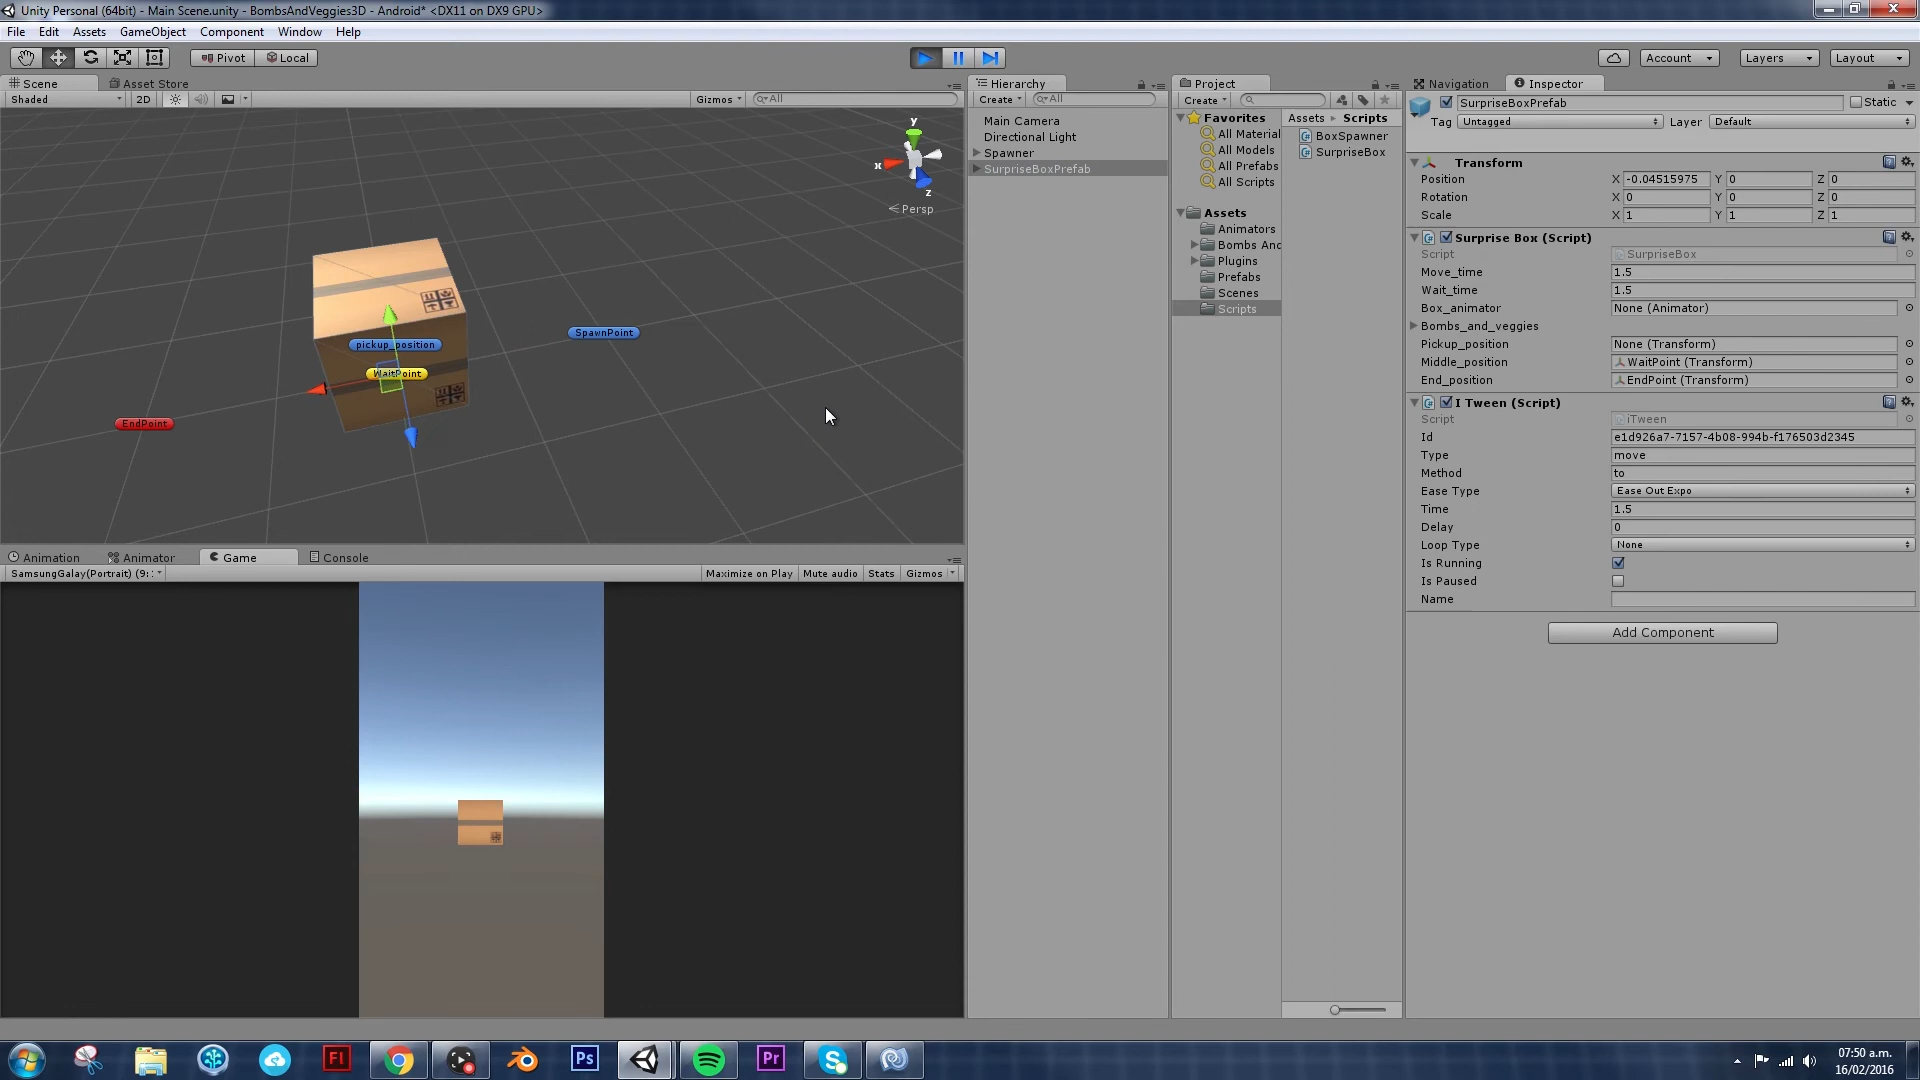 Unity Personal (64bit) - Main Scene.unity - BombsAndVeggies3D - Android* <DX11 on DX9 GPU>
File Edit Assets GameObject Component Window Help
Pivot Local Account Layers Layout
Scene Asset Store
Shaded 2D Gizmos All
y
x
z
Persp
pickup_position
SpawnPoint
WaitPoint
EndPoint
Animation Animator Game Console
SamsungGalay(Portrait) (9: Maximize on Play Mute audio Stats Gizmos
Hierarchy
Create All
Main Camera
Directional Light
Spawner
SurpriseBoxPrefab
Project
Create
Favorites
All Material
All Models
All Prefabs
All Scripts
Assets
Animators
Bombs And
Plugins
Prefabs
Scenes
Scripts
Assets Scripts
BoxSpawner
SurpriseBox
Navigation Inspector
SurpriseBoxPrefab Static
Tag Untagged Layer Default
Transform
Position X -0.04515975 Y 0 Z 0
Rotation X 0 Y 0 Z 0
Scale X 1 Y 1 Z 1
Surprise Box (Script)
Script SurpriseBox
Move_time 1.5
Wait_time 1.5
Box_animator None (Animator)
Bombs_and_veggies
Pickup_position None (Transform)
Middle_position WaitPoint (Transform)
End_position EndPoint (Transform)
I Tween (Script)
Script iTween
Id e1d926a7-7157-4b08-994b-f176503d2345
Type move
Method to
Ease Type Ease Out Expo
Time 1.5
Delay 0
Loop Type None
Is Running
Is Paused
Name
Add Component
Fl Ps Pr
07:50 a.m.
16/02/2016